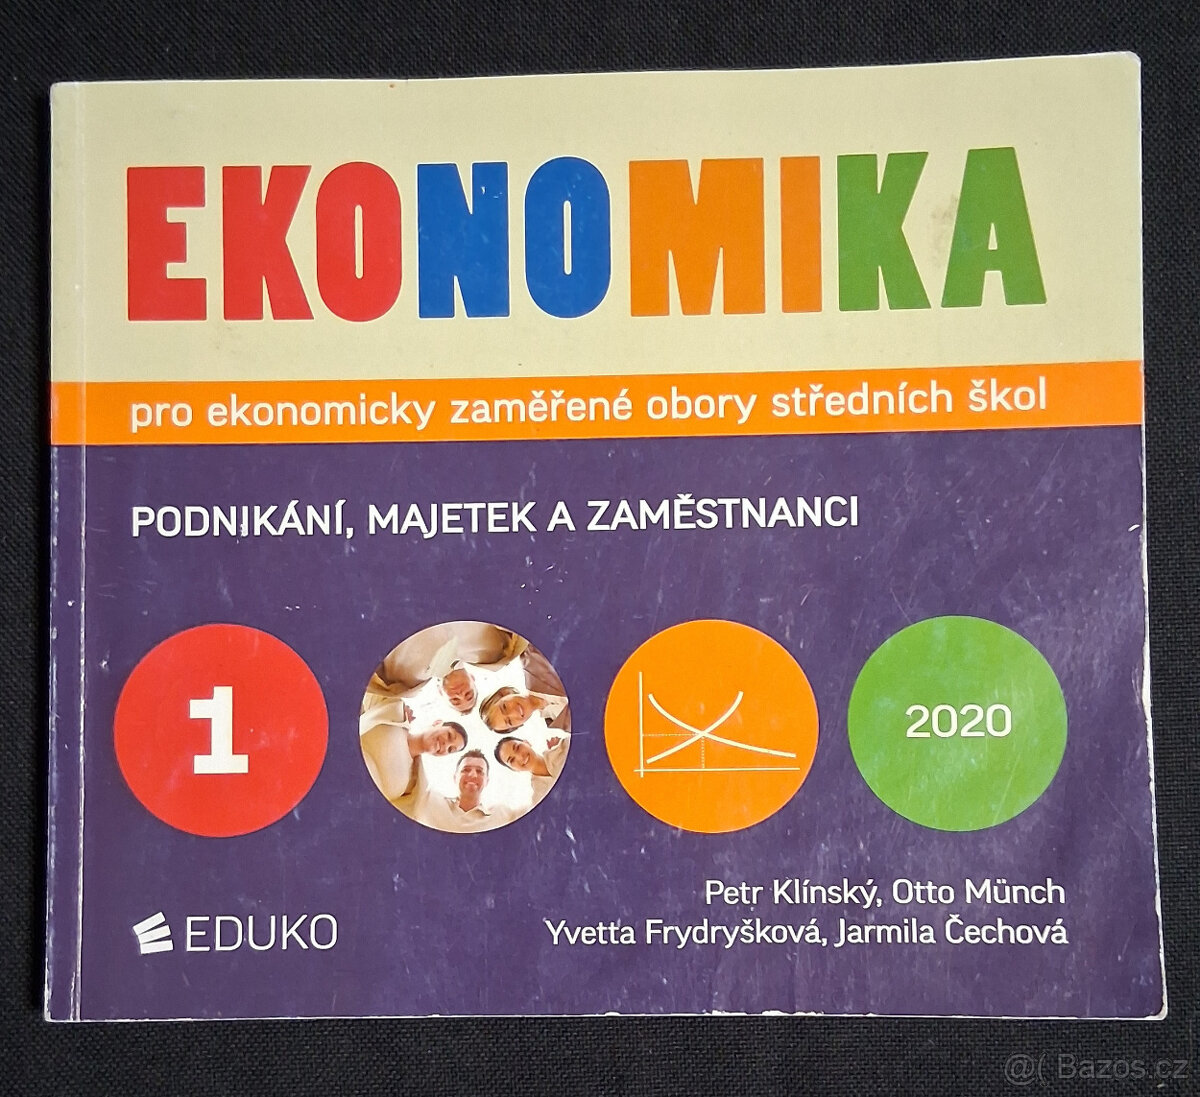 EKONOMIKA
pro ekonomicky zaměřené obory středních škol
PODNIKÁNÍ, MAJETEK A ZAMĚSTNANCI
1
2020
Petr Klínský, Otto Münch
Yvetta Frydryšková, Jarmila Čechová
EDUKO
@( Bazos.cz